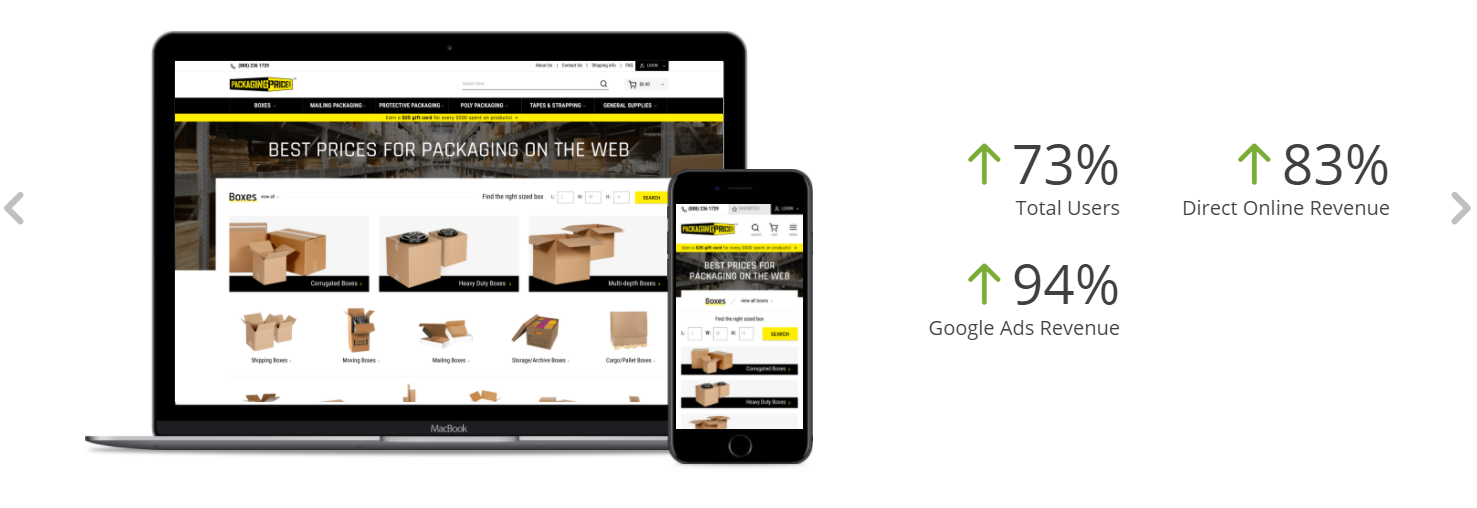 (888) 236 1729
About Us | Contact Us | Shipping Info | FAQ LOGIN
PACKAGINGPRICE
Search here
$0.00
BOXES MAILING PACKAGING PROTECTIVE PACKAGING POLY PACKAGING TAPES & STRAPPING GENERAL SUPPLIES
Earn a $20 gift card for every $500 spent on products!
BEST PRICES FOR PACKAGING ON THE WEB
Boxes view all Find the right sized box L: L W: W H: H SEARCH
Corrugated Boxes Heavy Duty Boxes Multi-depth Boxes
Shipping Boxes Moving Boxes Mailing Boxes Storage/Archive Boxes Cargo/Pallet Boxes
MacBook
(888) 236 1729 FAVORITES LOGIN
PACKAGINGPRICE
search cart menu
Earn a $20 gift card for every $500 spent on products!
BEST PRICES FOR
PACKAGING ON THE WEB
Boxes view all boxes
Find the right sized box
L: L W: W H: H SEARCH
Corrugated Boxes
Heavy Duty Boxes
73%
Total Users
83%
Direct Online Revenue
94%
Google Ads Revenue